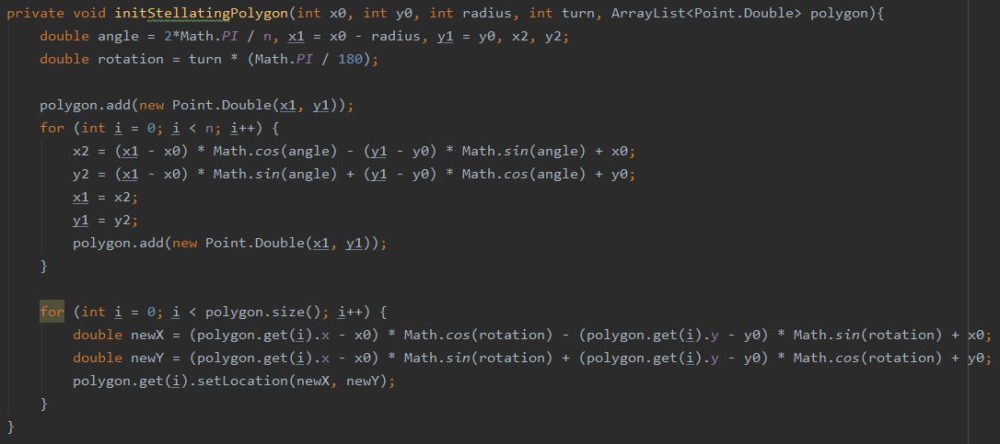 private void initStellatingPolygon(int x0, int y0, int radius, int turn, ArrayList<Point.Double> polygon){
    double angle = 2*Math.PI / n, x1 = x0 - radius, y1 = y0, x2, y2;
    double rotation = turn * (Math.PI / 180);

    polygon.add(new Point.Double(x1, y1));
    for (int i = 0; i < n; i++) {
        x2 = (x1 - x0) * Math.cos(angle) - (y1 - y0) * Math.sin(angle) + x0;
        y2 = (x1 - x0) * Math.sin(angle) + (y1 - y0) * Math.cos(angle) + y0;
        x1 = x2;
        y1 = y2;
        polygon.add(new Point.Double(x1, y1));
    }

    for (int i = 0; i < polygon.size(); i++) {
        double newX = (polygon.get(i).x - x0) * Math.cos(rotation) - (polygon.get(i).y - y0) * Math.sin(rotation) + x0;
        double newY = (polygon.get(i).x - x0) * Math.sin(rotation) + (polygon.get(i).y - y0) * Math.cos(rotation) + y0;
        polygon.get(i).setLocation(newX, newY);
    }
}